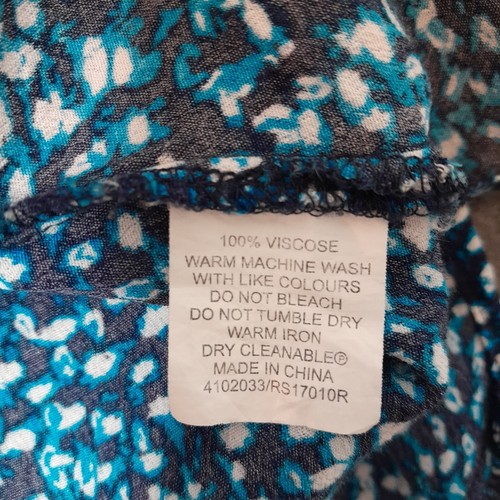 100% VISCOSE
WARM MACHINE WASH
WITH LIKE COLOURS
DO NOT BLEACH
DO NOT TUMBLE DRY
WARM IRON
DRY CLEANABLEⓅ
MADE IN CHINA
4102033/RS17010R